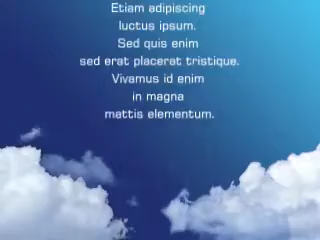 Etiam adipiscing
luctus ipsum.
Sed quis enim
sed erat placerat tristique.
Vivamus id enim
in magna
mattis elementum.